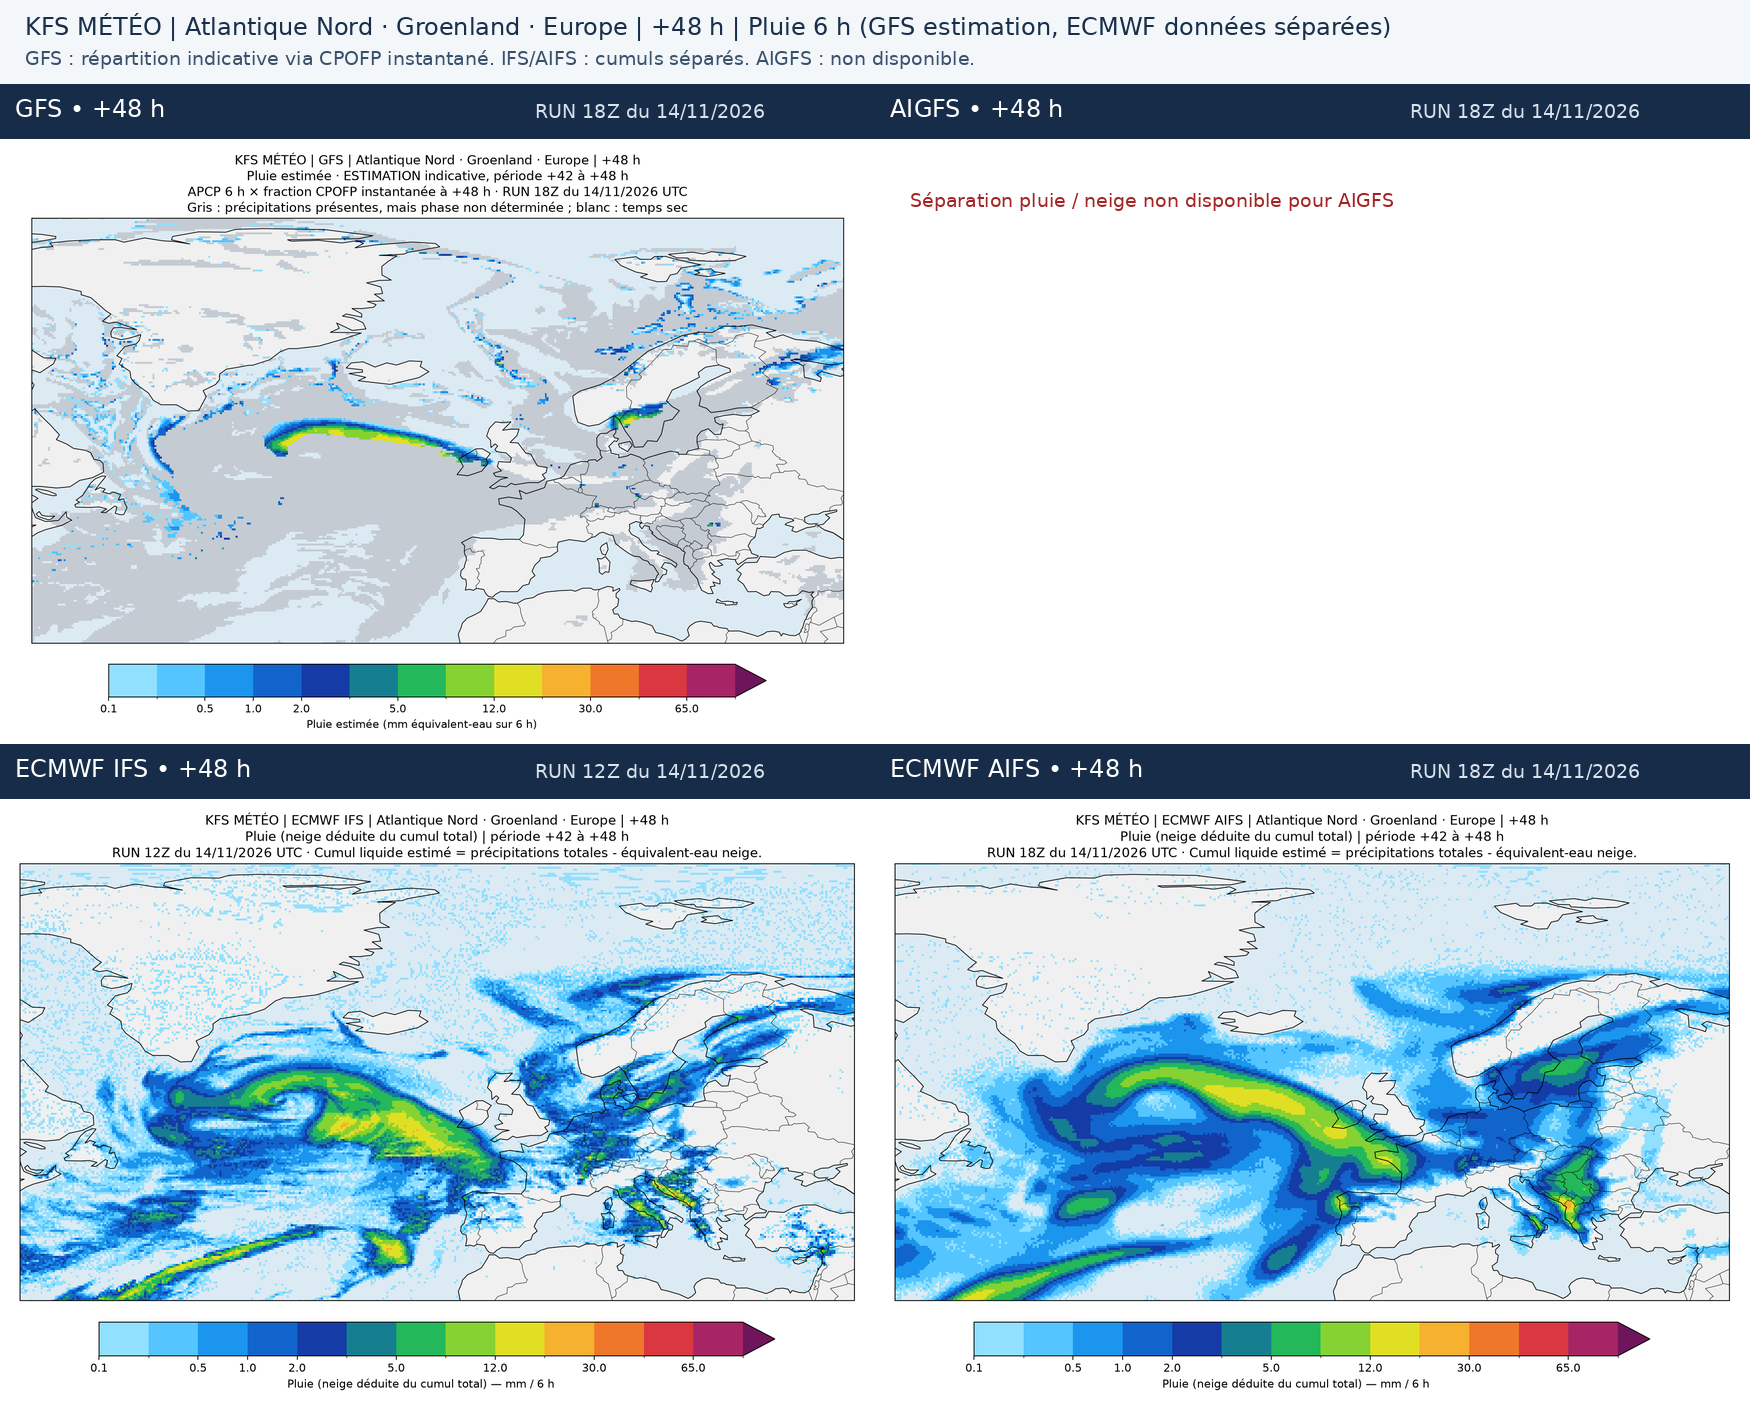 KFS MÉTÉO | Atlantique Nord · Groenland · Europe | +48 h | Pluie 6 h (GFS estimation, ECMWF données séparées)
GFS : répartition indicative via CPOFP instantané. IFS/AIFS : cumuls séparés. AIGFS : non disponible.
GFS • +48 h
RUN 18Z du 14/11/2026
AIGFS • +48 h
RUN 18Z du 14/11/2026
KFS MÉTÉO | GFS | Atlantique Nord · Groenland · Europe | +48 h
Pluie estimée · ESTIMATION indicative, période +42 à +48 h
APCP 6 h × fraction CPOFP instantanée à +48 h · RUN 18Z du 14/11/2026 UTC
Gris : précipitations présentes, mais phase non déterminée ; blanc : temps sec
Séparation pluie / neige non disponible pour AIGFS
0.1 0.5 1.0 2.0 5.0 12.0 30.0 65.0
Pluie estimée (mm équivalent-eau sur 6 h)
ECMWF IFS • +48 h
RUN 12Z du 14/11/2026
ECMWF AIFS • +48 h
RUN 18Z du 14/11/2026
KFS MÉTÉO | ECMWF IFS | Atlantique Nord · Groenland · Europe | +48 h
Pluie (neige déduite du cumul total) | période +42 à +48 h
RUN 12Z du 14/11/2026 UTC · Cumul liquide estimé = précipitations totales - équivalent-eau neige.
0.1 0.5 1.0 2.0 5.0 12.0 30.0 65.0
Pluie (neige déduite du cumul total) — mm / 6 h
KFS MÉTÉO | ECMWF AIFS | Atlantique Nord · Groenland · Europe | +48 h
Pluie (neige déduite du cumul total) | période +42 à +48 h
RUN 18Z du 14/11/2026 UTC · Cumul liquide estimé = précipitations totales - équivalent-eau neige.
0.1 0.5 1.0 2.0 5.0 12.0 30.0 65.0
Pluie (neige déduite du cumul total) — mm / 6 h